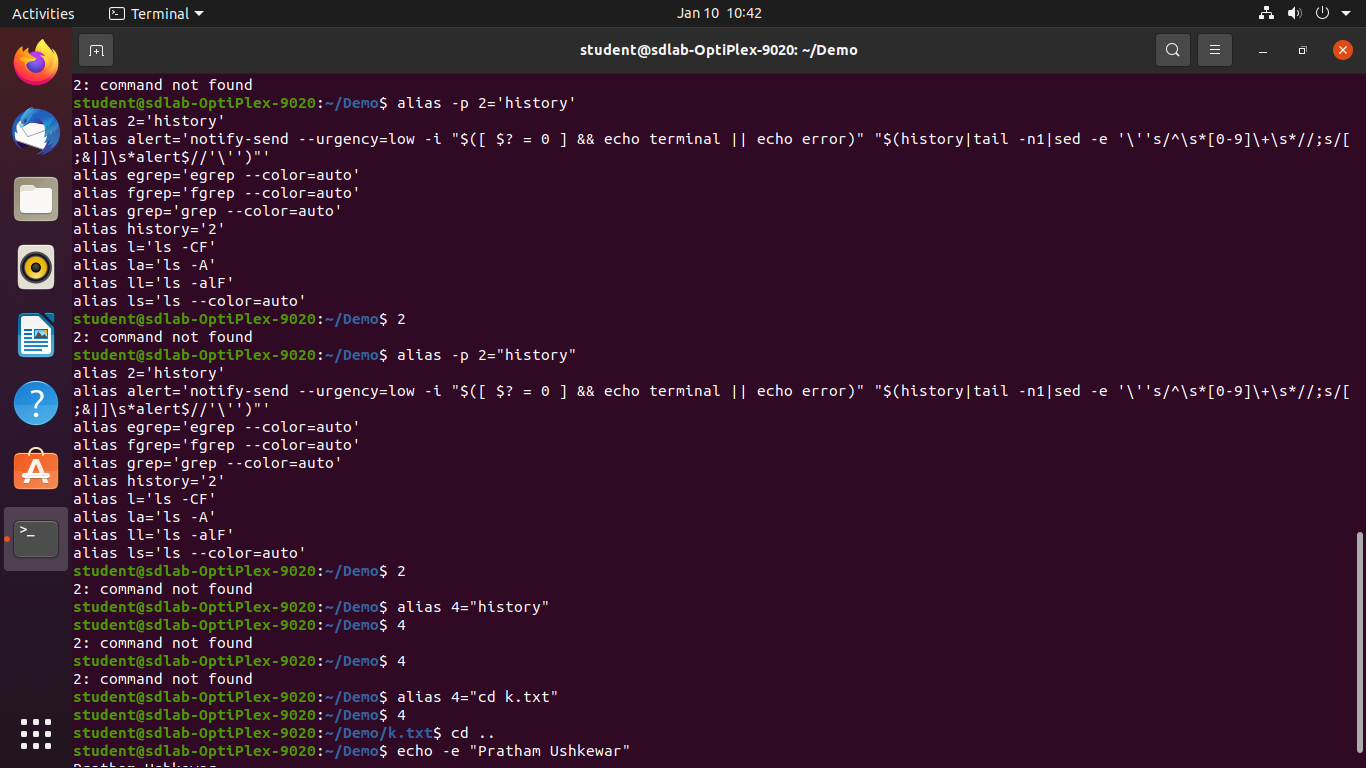 Activities
Terminal
Jan 10 10:42
student@sdlab-OptiPlex-9020: ~/Demo
2: command not found
student@sdlab-OptiPlex-9020:~/Demo$ alias -p 2='history'
alias 2='history'
alias alert='notify-send --urgency=low -i "$([ $? = 0 ] && echo terminal || echo error)" "$(history|tail -n1|sed -e '\''s/^\s*[0-9]\+\s*//;s/[
;&|]\s*alert$//'\'')"'
alias egrep='egrep --color=auto'
alias fgrep='fgrep --color=auto'
alias grep='grep --color=auto'
alias history='2'
alias l='ls -CF'
alias la='ls -A'
alias ll='ls -alF'
alias ls='ls --color=auto'
student@sdlab-OptiPlex-9020:~/Demo$ 2
2: command not found
student@sdlab-OptiPlex-9020:~/Demo$ alias -p 2="history"
alias 2='history'
alias alert='notify-send --urgency=low -i "$([ $? = 0 ] && echo terminal || echo error)" "$(history|tail -n1|sed -e '\''s/^\s*[0-9]\+\s*//;s/[
;&|]\s*alert$//'\'')"'
alias egrep='egrep --color=auto'
alias fgrep='fgrep --color=auto'
alias grep='grep --color=auto'
alias history='2'
alias l='ls -CF'
alias la='ls -A'
alias ll='ls -alF'
alias ls='ls --color=auto'
student@sdlab-OptiPlex-9020:~/Demo$ 2
2: command not found
student@sdlab-OptiPlex-9020:~/Demo$ alias 4="history"
student@sdlab-OptiPlex-9020:~/Demo$ 4
2: command not found
student@sdlab-OptiPlex-9020:~/Demo$ 4
2: command not found
student@sdlab-OptiPlex-9020:~/Demo$ alias 4="cd k.txt"
student@sdlab-OptiPlex-9020:~/Demo$ 4
student@sdlab-OptiPlex-9020:~/Demo/k.txt$ cd ..
student@sdlab-OptiPlex-9020:~/Demo$ echo -e "Pratham Ushkewar"
Pratham Ushkewar